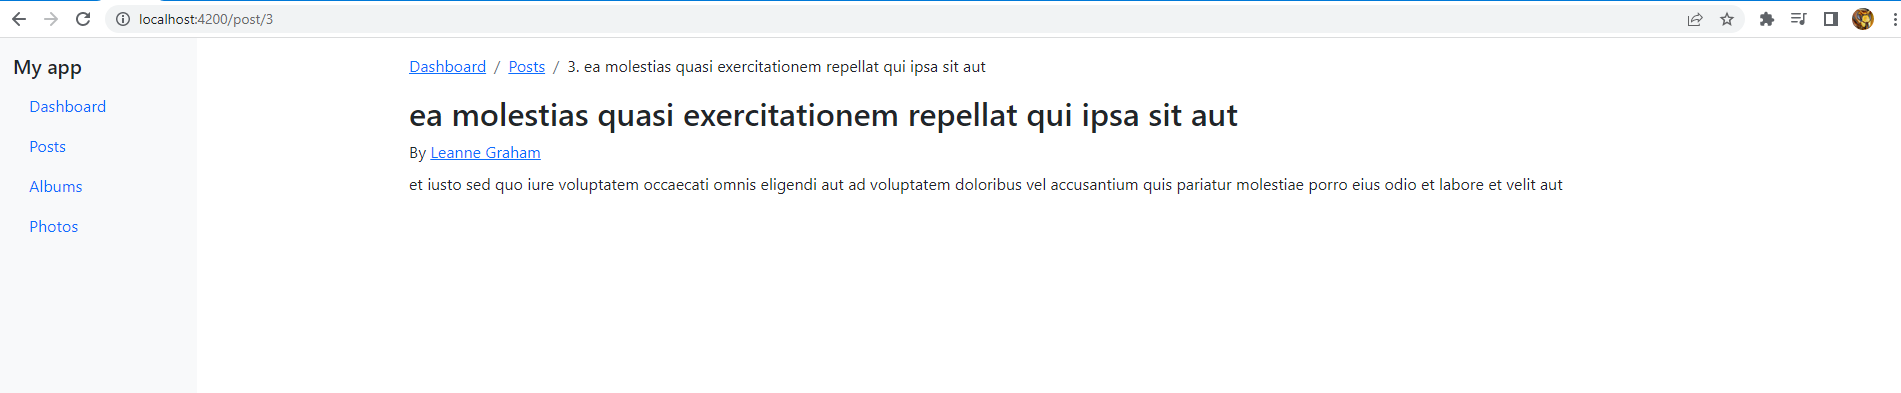 localhost:4200/post/3
My app
Dashboard
Posts
Albums
Photos
Dashboard / Posts / 3. ea molestias quasi exercitationem repellat qui ipsa sit aut
ea molestias quasi exercitationem repellat qui ipsa sit aut
By Leanne Graham
et iusto sed quo iure voluptatem occaecati omnis eligendi aut ad voluptatem doloribus vel accusantium quis pariatur molestiae porro eius odio et labore et velit aut